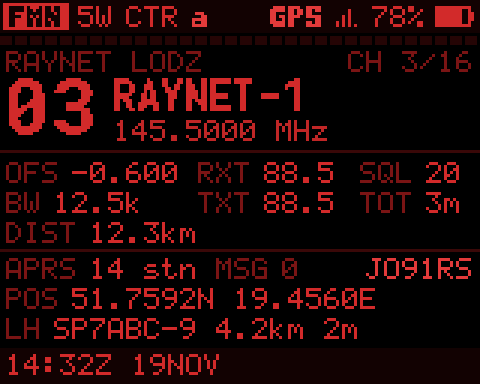 FMN 5W CTR a GPS 78%
RAYNET LODZ CH 3/16
03 RAYNET-1
145.5000 MHz
OFS -0.600 RXT 88.5 SQL 20
BW 12.5k TXT 88.5 TOT 3m
DIST 12.3km
APRS 14 stn MSG 0 JO91RS
POS 51.7592N 19.4560E
LH SP7ABC-9 4.2km 2m
14:32Z 19NOV